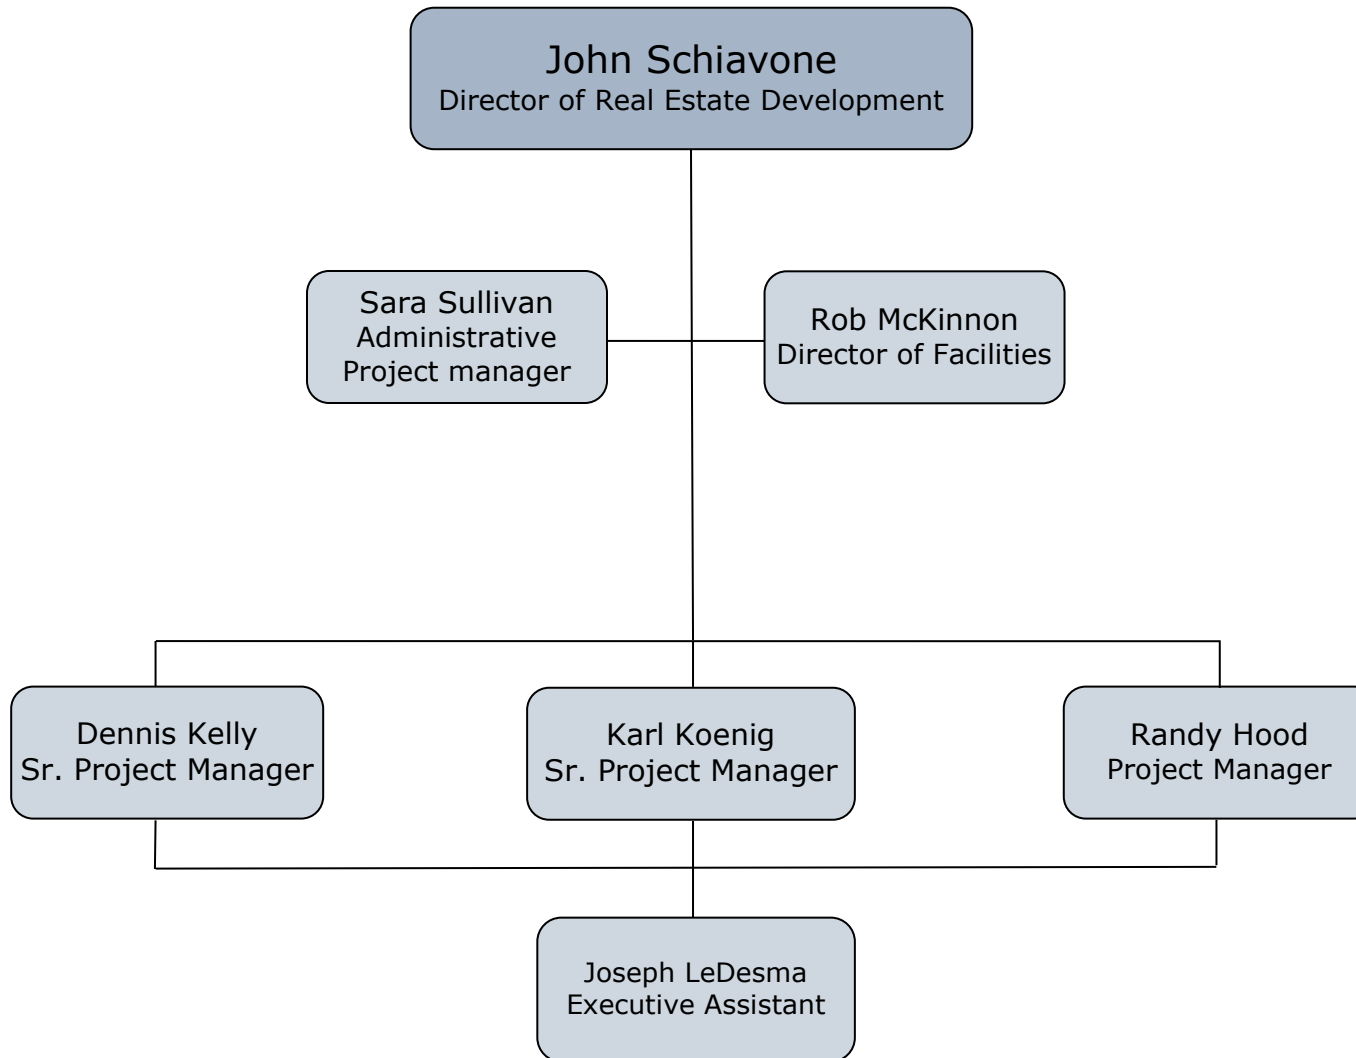 John Schiavone
Director of Real Estate Development
Sara Sullivan
Administrative
Project manager
Rob McKinnon
Director of Facilities
Dennis Kelly
Sr. Project Manager
Karl Koenig
Sr. Project Manager
Randy Hood
Project Manager
Joseph LeDesma
Executive Assistant